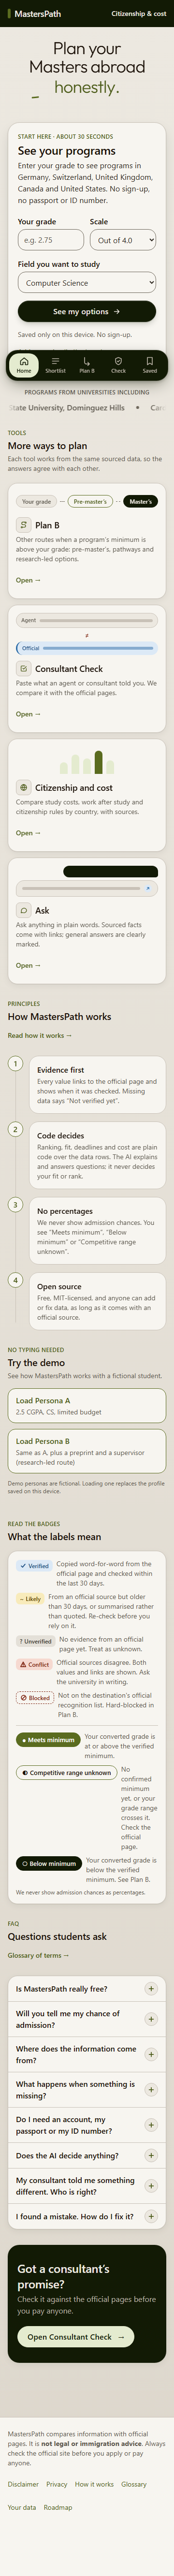 MastersPath
Citizenship & cost
Plan your
Masters abroad
honestly.
START HERE · ABOUT 30 SECONDS
See your programs
Enter your grade to see programs in
Germany, Switzerland, United Kingdom,
Canada and United States. No sign-up,
no passport or ID number.
Your grade
Scale
e.g. 2.75
Out of 4.0
Field you want to study
Computer Science
See my options →
Saved only on this device. No sign-up.
Home
Shortlist
Plan B
Check
Saved
PROGRAMS FROM UNIVERSITIES INCLUDING
State University, Dominguez Hills •
TOOLS
More ways to plan
Each tool works from the same sourced data, so the
answers agree with each other.
Your grade
Pre-master's
Master's
Plan B
Other routes when a program's minimum is
above your grade: pre-master's, pathways and
research-led options.
Open →
Agent
≠
Official
Consultant Check
Paste what an agent or consultant told you. We
compare it with the official pages.
Open →
Citizenship and cost
Compare study costs, work after study and
citizenship rules by country, with sources.
Open →
Ask
Ask anything in plain words. Sourced facts
come with links; general answers are clearly
marked.
Open →
PRINCIPLES
How MastersPath works
Read how it works →
1
Evidence first
Every value links to the official page and
shows when it was checked. Missing
data says "Not verified yet".
2
Code decides
Ranking, fit, deadlines and cost are plain
code over the data rows. The AI explains
and answers questions: it never decides
your fit or rank.
3
No percentages
We never show admission chances. You
see "Meets minimum", "Below
minimum" or "Competitive range
unknown".
4
Open source
Free, MIT-licensed, and anyone can add
or fix data, as long as it comes with an
official source.
NO TYPING NEEDED
Try the demo
See how MastersPath works with a fictional student.
Load Persona A
2.5 CGPA, CS, limited budget
Load Persona B
Same as A, plus a preprint and a supervisor
(research-led route)
Demo personas are fictional. Loading one replaces the profile
saved on this device.
READ THE BADGES
What the labels mean
✓ Verified
Copied word-for-word from the
official page and checked within
the last 30 days.
~ Likely
From an official source but older
than 30 days, or summarised rather
than quoted. Re-check before you
rely on it.
? Unverified
No evidence from an official
page yet. Treat as unknown.
Conflict
Official sources disagree. Both
values and links are shown. Ask
the university in writing.
Blocked
Not on the destination's official
recognition list. Hard-blocked in
Plan B.
Meets minimum
Your converted grade is
at or above the verified
minimum.
Competitive range unknown
No
confirmed
minimum
yet, or your
grade range
crosses it.
Check the
official
page.
Below minimum
Your converted grade is
below the verified
minimum. See Plan B.
We never show admission chances as percentages.
FAQ
Questions students ask
Glossary of terms →
Is MastersPath really free?
Will you tell me my chance of
admission?
Where does the information come
from?
What happens when something is
missing?
Do I need an account, my
passport or my ID number?
Does the AI decide anything?
My consultant told me something
different. Who is right?
I found a mistake. How do I fix it?
Got a consultant's
promise?
Check it against the official pages before
you pay anyone.
Open Consultant Check →
MastersPath compares information with official
pages. It is not legal or immigration advice. Always
check the official site before you apply or pay
anyone.
Disclaimer
Privacy
How it works
Glossary
Your data
Roadmap